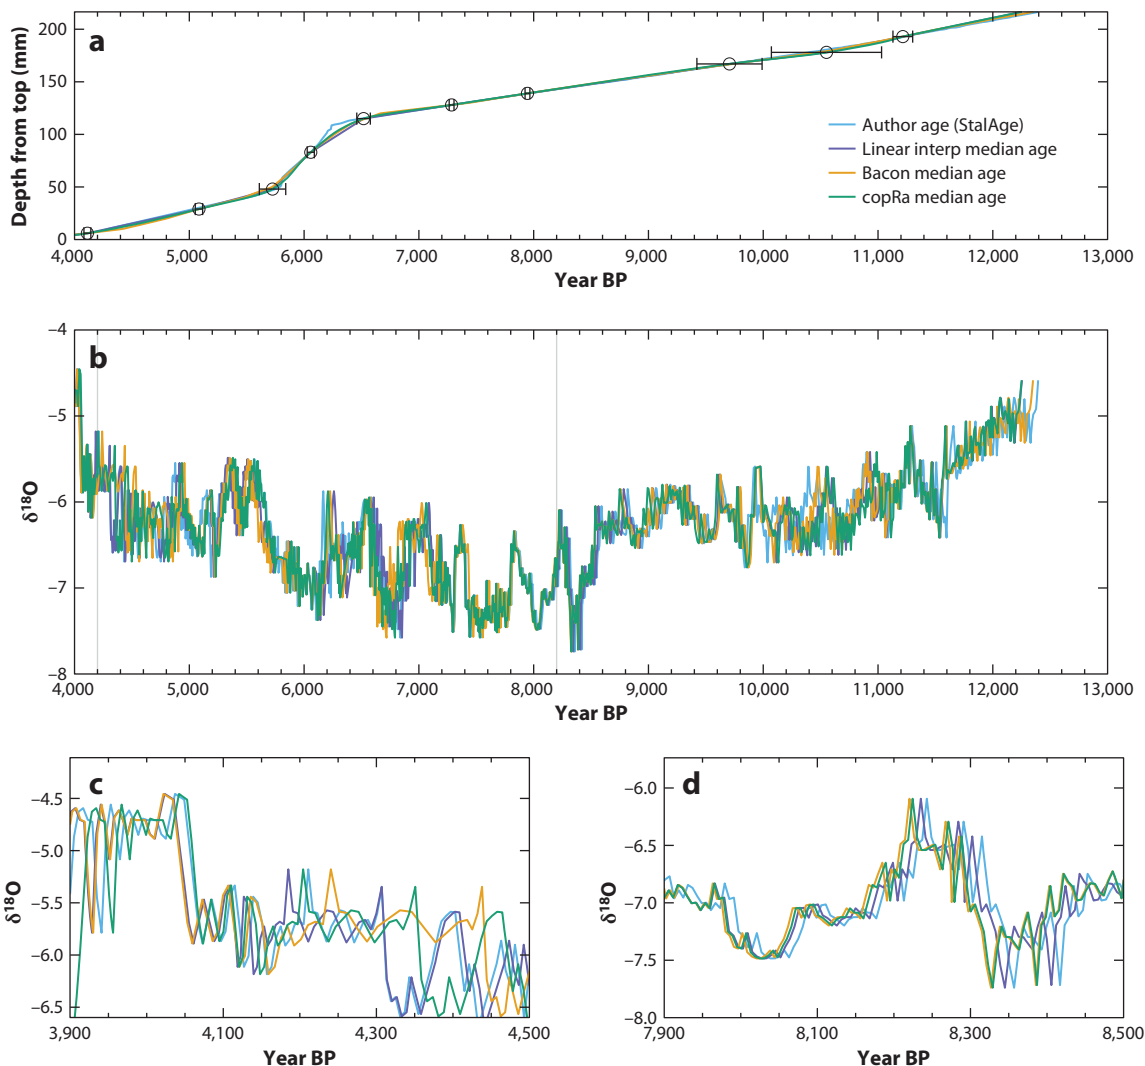 a
Depth from top (mm)
200
150
100
50
0
Author age (StalAge)
Linear interp median age
Bacon median age
copRa median age
4,000 5,000 6,000 7,000 8,000 9,000 10,000 11,000 12,000 13,000
Year BP
b
δ18O
–4
–5
–6
–7
–8
4,000 5,000 6,000 7,000 8,000 9,000 10,000 11,000 12,000 13,000
Year BP
c
δ18O
–4.5
–5.0
–5.5
–6.0
–6.5
3,900 4,100 4,300 4,500
Year BP
d
δ18O
–6.0
–6.5
–7.0
–7.5
–8.0
7,900 8,100 8,300 8,500
Year BP